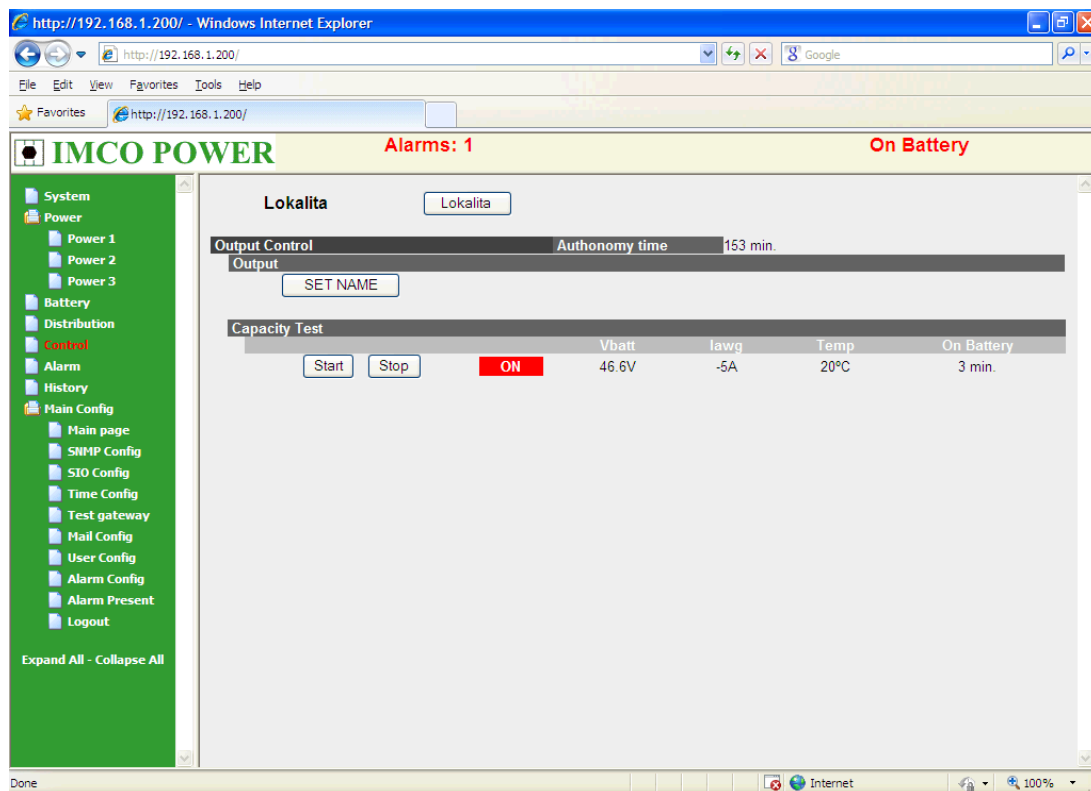 http://192.168.1.200/ - Windows Internet Explorer
http://192.168.1.200/
Google
File Edit View Favorites Tools Help
Favorites http://192.168.1.200/
IMCO POWER Alarms: 1 On Battery
System
Power
Power 1
Power 2
Power 3
Battery
Distribution
Control
Alarm
History
Main Config
Main page
SNMP Config
SIO Config
Time Config
Test gateway
Mail Config
User Config
Alarm Config
Alarm Present
Logout
Expand All - Collapse All
Lokalita Lokalita
Output Control Authonomy time 153 min.
Output
SET NAME
Capacity Test
Vbatt Iawg Temp On Battery
Start Stop ON 46.6V -5A 20°C 3 min.
Done Internet 100%